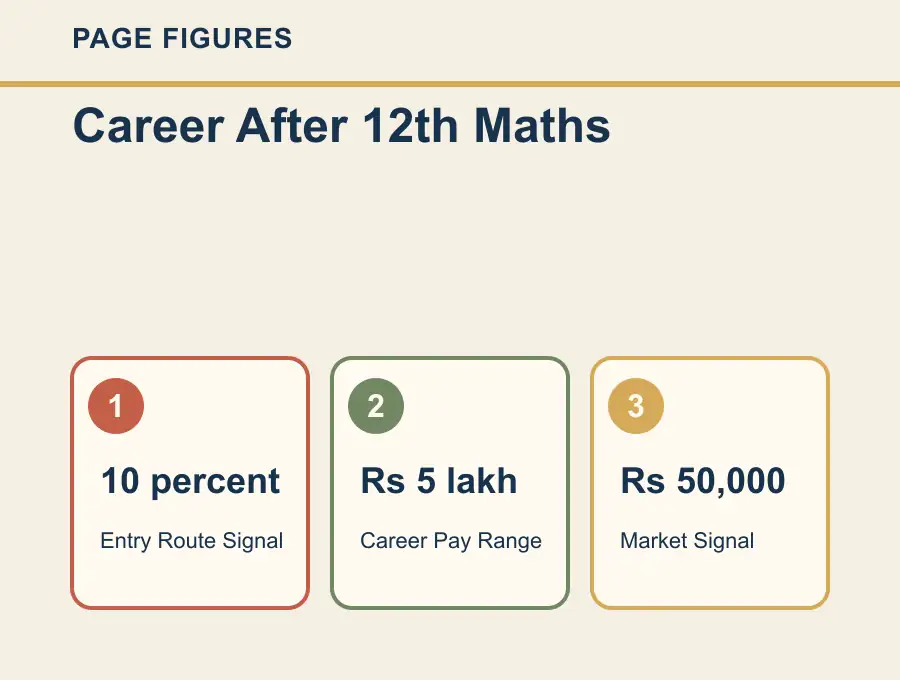 PAGE FIGURES
Career After 12th Maths
1
10 percent
Entry Route Signal
2
Rs 5 lakh
Career Pay Range
3
Rs 50,000
Market Signal